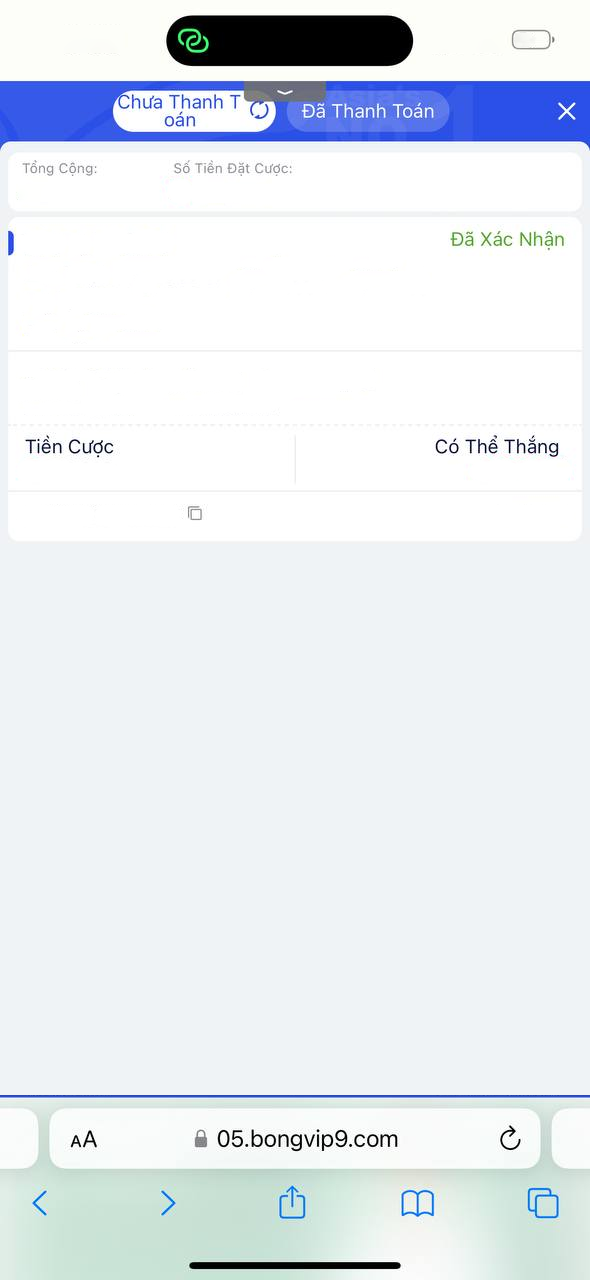 Chưa Thanh T
oán
Đã Thanh Toán
Tổng Cộng:
Số Tiền Đặt Cược:
Đã Xác Nhận
Tiền Cược
Có Thể Thắng
AA
05.bongvip9.com